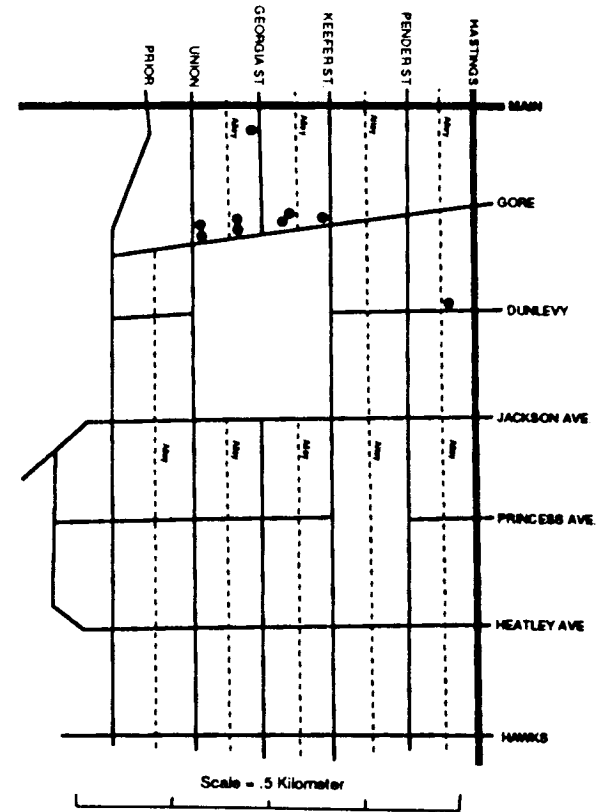 PRIOR
UNION
GEORGIA ST.
KEEFER ST.
PENDER ST.
HASTINGS
MAIN
Alley
Alley
Alley
Alley
GORE
DUNLEVY
JACKSON AVE.
Alley
Alley
Alley
Alley
Alley
PRINCESS AVE.
HEATLEY AVE
HAWKS
Scale = .5 Kilometer